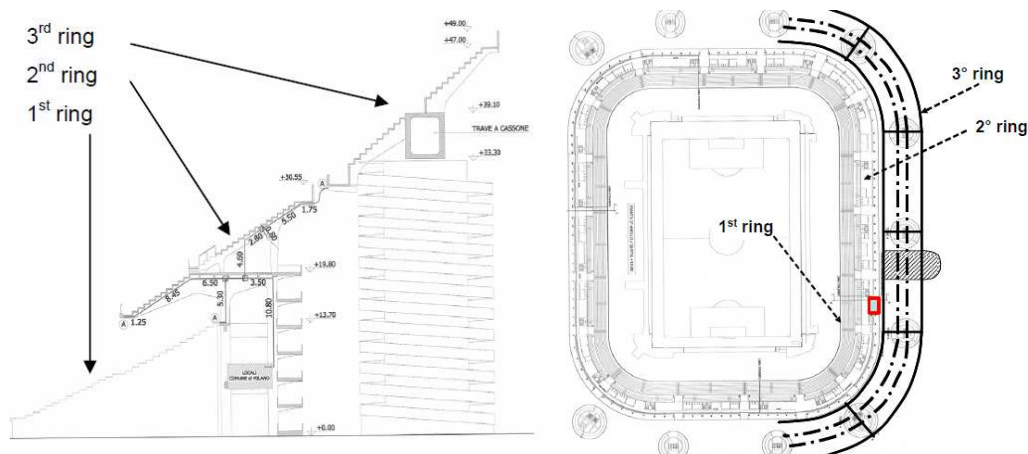 3rd ring
2nd ring
1st ring
+49.00
+47.00
+39.10
TRAVE A CASSONE
+33.30
+30.55
A
1.75
5.50
2.80
4.60
+19.80
6.50
3.50
8.45
5.30
10.80
A
1.25
A
+13.70
LOCALI
COMUNE di MILANO
+0.00
3° ring
2° ring
1st ring